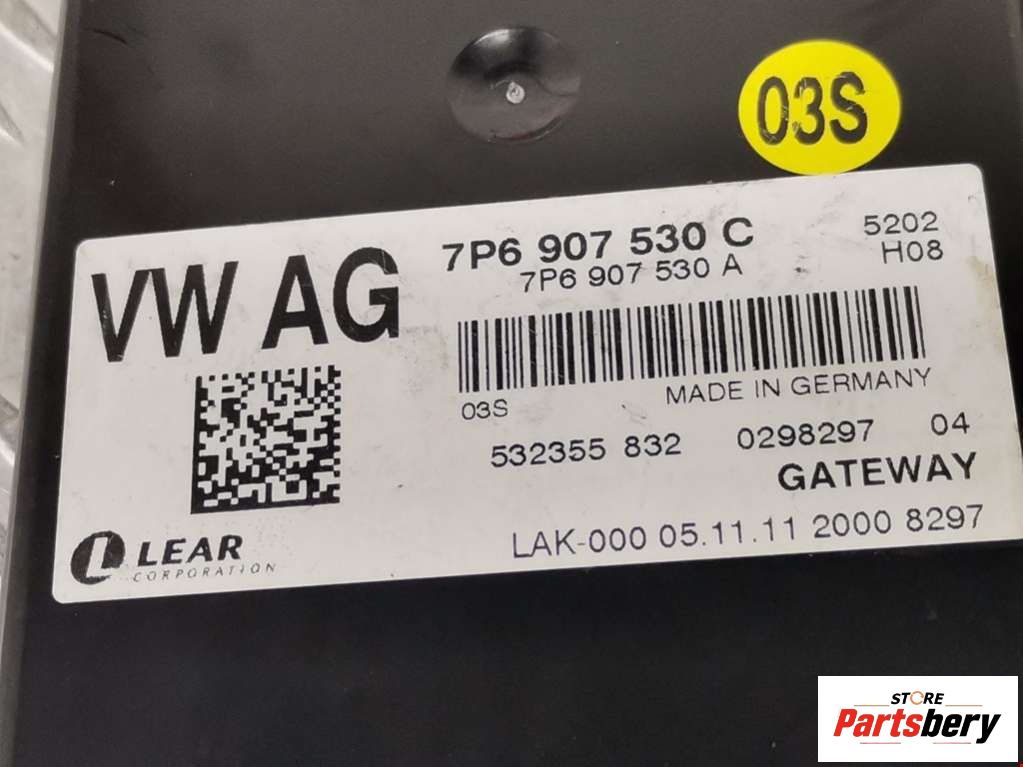 03S
7P6 907 530 C
5202
7P6 907 530 A
H08
VW AG
03S
MADE IN GERMANY
532355 832 0298297 04
GATEWAY
LEAR
CORPORATION
LAK-000 05.11.11 2000 8297
STORE
Partsbery